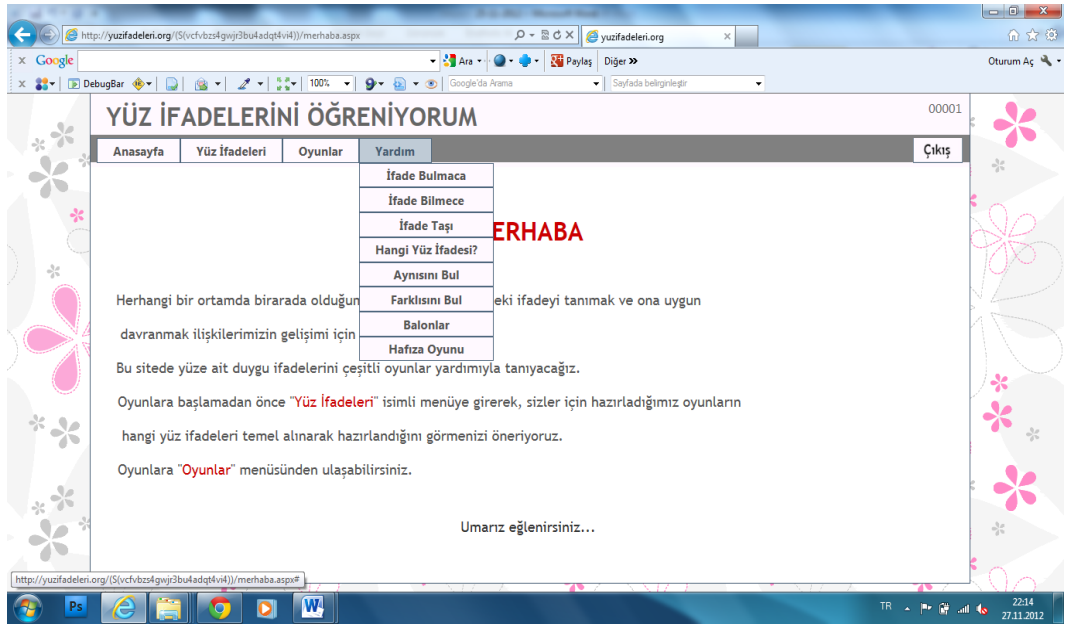 http://yuzifadeleri.org/(S(vcfvbzs4gwjr3bu4adqt4vi4))/merhaba.aspx
yuzifadeleri.org
x Google
Ara
Paylaş
Diğer »
Oturum Aç
x
DebugBar
100%
Google'da Arama
Sayfada belirginleştir
YÜZ İFADELERİNİ ÖĞRENİYORUM
00001
Anasayfa
Yüz İfadeleri
Oyunlar
Yardım
Çıkış
İfade Bulmaca
İfade Bilmece
İfade Taşı
Hangi Yüz İfadesi?
Aynısını Bul
Farklısını Bul
Balonlar
Hafıza Oyunu
ERHABA
Herhangi bir ortamda birarada olduğun eki ifadeyi tanımak ve ona uygun
davranmak ilişkilerimizin gelişimi için
Bu sitede yüze ait duygu ifadelerini çeşitli oyunlar yardımıyla tanıyacağız.
Oyunlara başlamadan önce "Yüz İfadeleri" isimli menüye girerek, sizler için hazırladığımız oyunların
hangi yüz ifadeleri temel alınarak hazırlandığını görmenizi öneriyoruz.
Oyunlara "Oyunlar" menüsünden ulaşabilirsiniz.
Umarız eğlenirsiniz...
http://yuzifadeleri.org/(S(vcfvbzs4gwjr3bu4adqt4vi4))/merhaba.aspx#
Ps
W
TR
22:14
27.11.2012